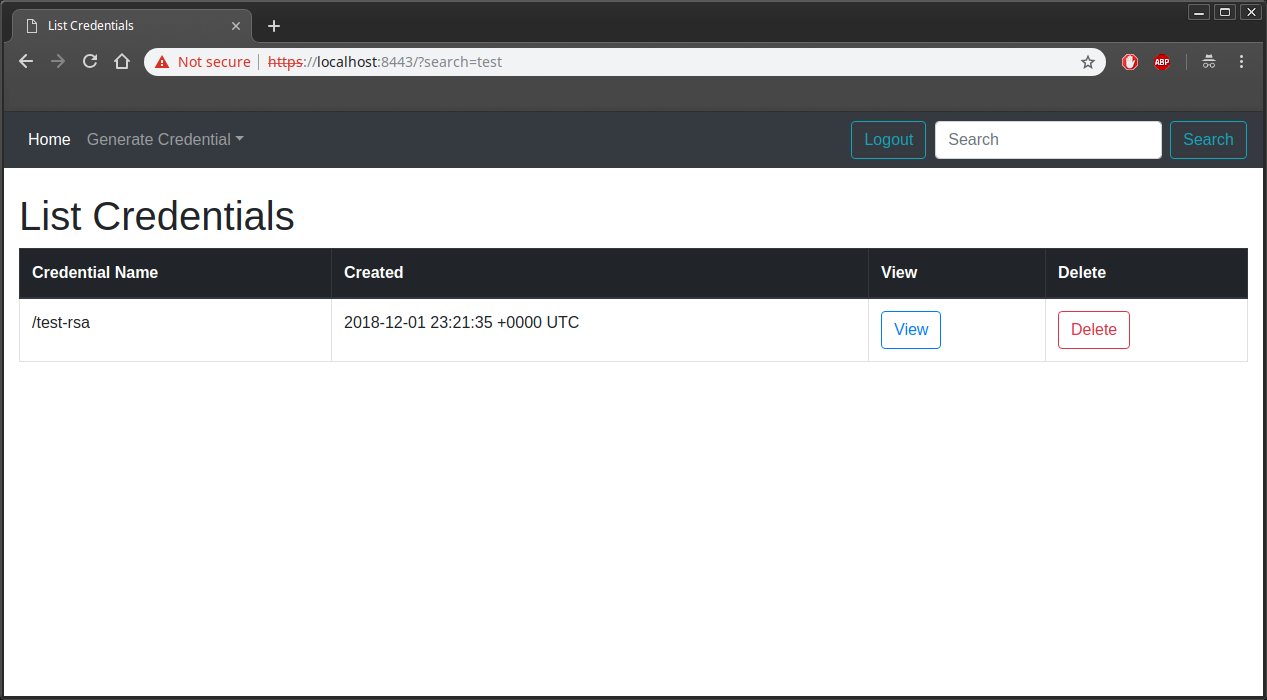 List Credentials
Not secure https://localhost:8443/?search=test ABP
Home Generate Credential Logout Search Search
List Credentials
Credential Name Created View Delete
/test-rsa 2018-12-01 23:21:35 +0000 UTC View Delete